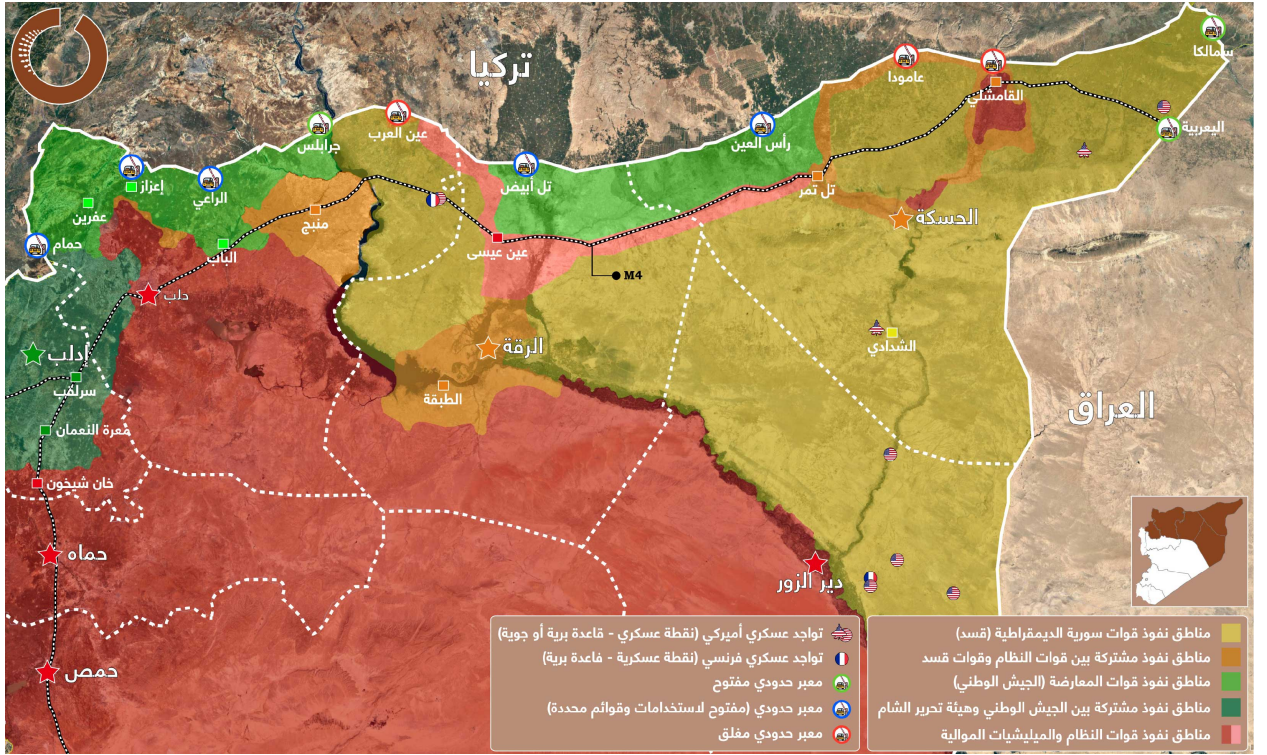 تركيا
سمالكا
عامودا
القامشلي
اليعربية
عين العرب
جرابلس
رأس العين
تل أبيض
إعزاز
الراعي
عفرين
تل تمر
منبج
الحسكة
حمام
الباب
عين عيسى
M4
حلب
الرقة
الشدادي
إدلب
سراقب
الطبقة
العراق
معرة النعمان
خان شيخون
حماه
دير الزور
حمص
مناطق نفوذ قوات سورية الديمقراطية (قسد)
مناطق نفوذ مشتركة بين قوات النظام وقوات قسد
مناطق نفوذ قوات المعارضة (الجيش الوطني)
مناطق نفوذ مشتركة بين الجيش الوطني وهيئة تحرير الشام
مناطق نفوذ قوات النظام والميليشيات الموالية
تواجد عسكري أميركي (نقطة عسكري - قاعدة برية أو جوية)
تواجد عسكري فرنسي (نقطة عسكرية - قاعدة برية)
معبر حدودي مفتوح
معبر حدودي (مفتوح لاستخدامات وقوائم محددة)
معبر حدودي مغلق